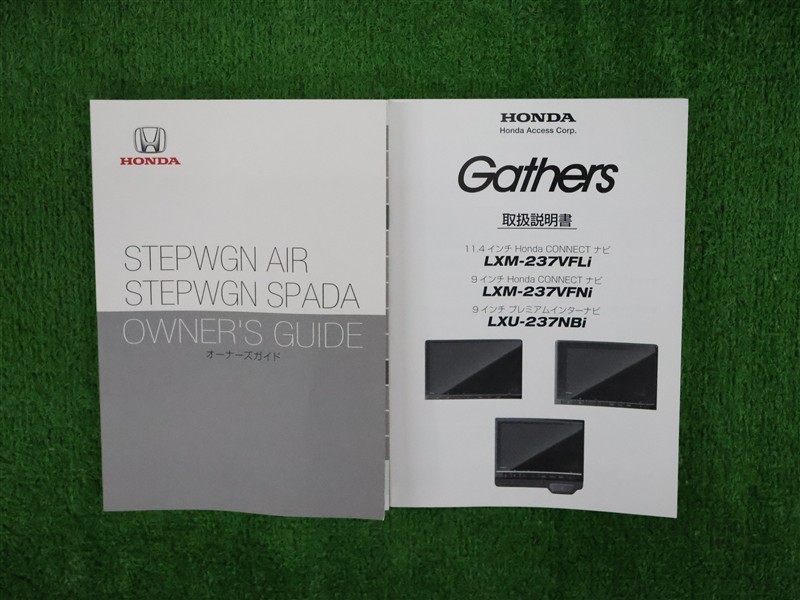 HONDA
STEPWGN AIR
STEPWGN SPADA
OWNER'S GUIDE
オーナーズガイド
HONDA
Honda Access Corp.
Gathers
取扱説明書
11.4インチ Honda CONNECT ナビ
LXM-237VFLi
9インチ Honda CONNECT ナビ
LXM-237VFNi
9インチ プレミアムインターナビ
LXU-237NBi